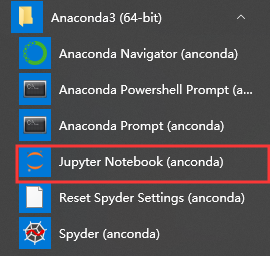 Anaconda3 (64-bit)
Anaconda Navigator (anconda)
Anaconda Powershell Prompt (a...
Anaconda Prompt (anconda)
Jupyter Notebook (anconda)
Reset Spyder Settings (anconda)
Spyder (anconda)